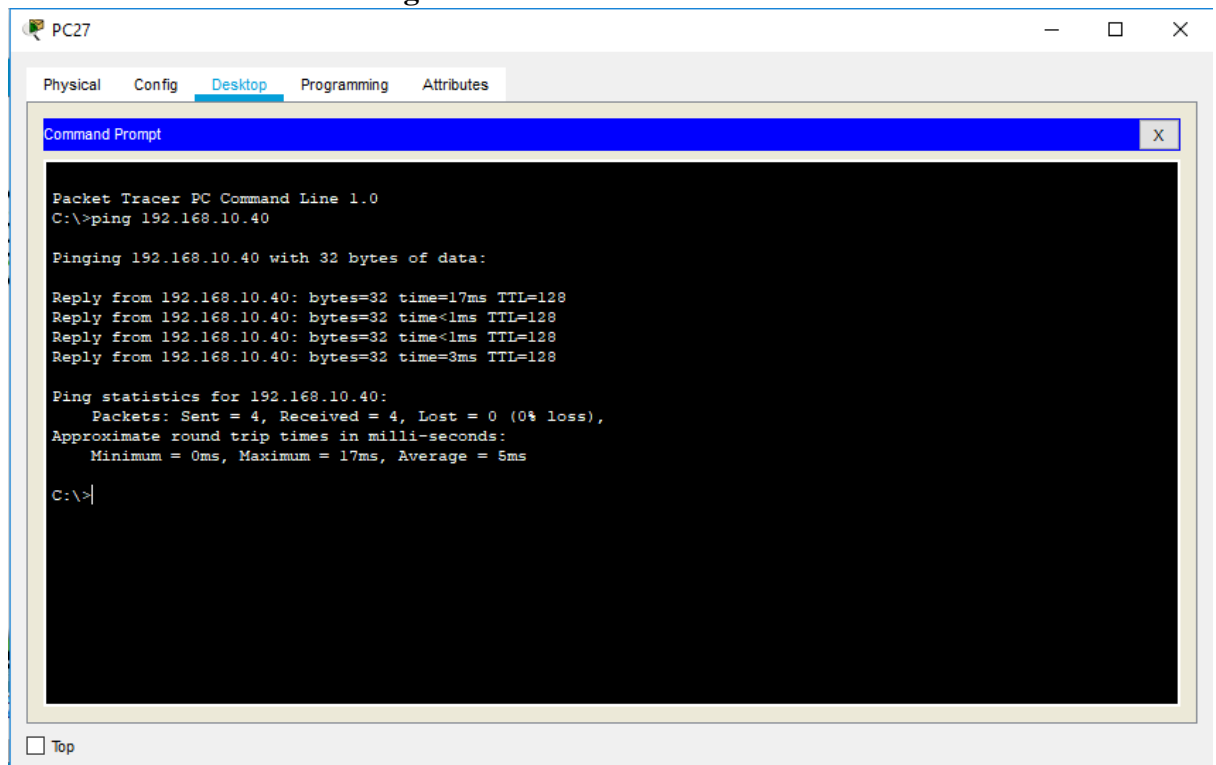 PC27
Physical Config Desktop Programming Attributes
Command Prompt
X
Packet Tracer PC Command Line 1.0
C:\>ping 192.168.10.40
Pinging 192.168.10.40 with 32 bytes of data:
Reply from 192.168.10.40: bytes=32 time=17ms TTL=128
Reply from 192.168.10.40: bytes=32 time<1ms TTL=128
Reply from 192.168.10.40: bytes=32 time<1ms TTL=128
Reply from 192.168.10.40: bytes=32 time=3ms TTL=128
Ping statistics for 192.168.10.40:
Packets: Sent = 4, Received = 4, Lost = 0 (0% loss),
Approximate round trip times in milli-seconds:
Minimum = 0ms, Maximum = 17ms, Average = 5ms
C:\>
Top